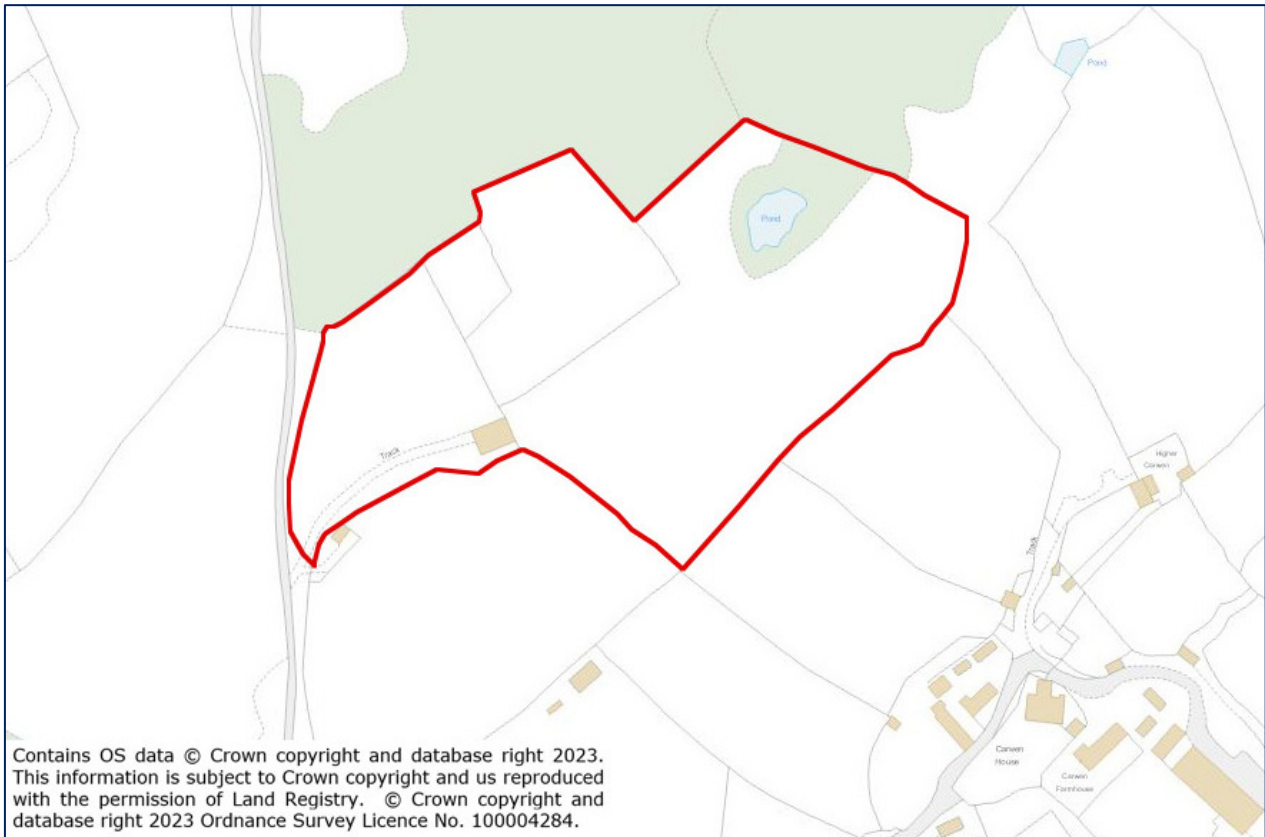 Pond
Pond
Track
Higher
Carwen
Track
Carwen
House
Carwen
Farmhouse
Contains OS data © Crown copyright and database right 2023.
This information is subject to Crown copyright and us reproduced
with the permission of Land Registry. © Crown copyright and
database right 2023 Ordnance Survey Licence No. 100004284.